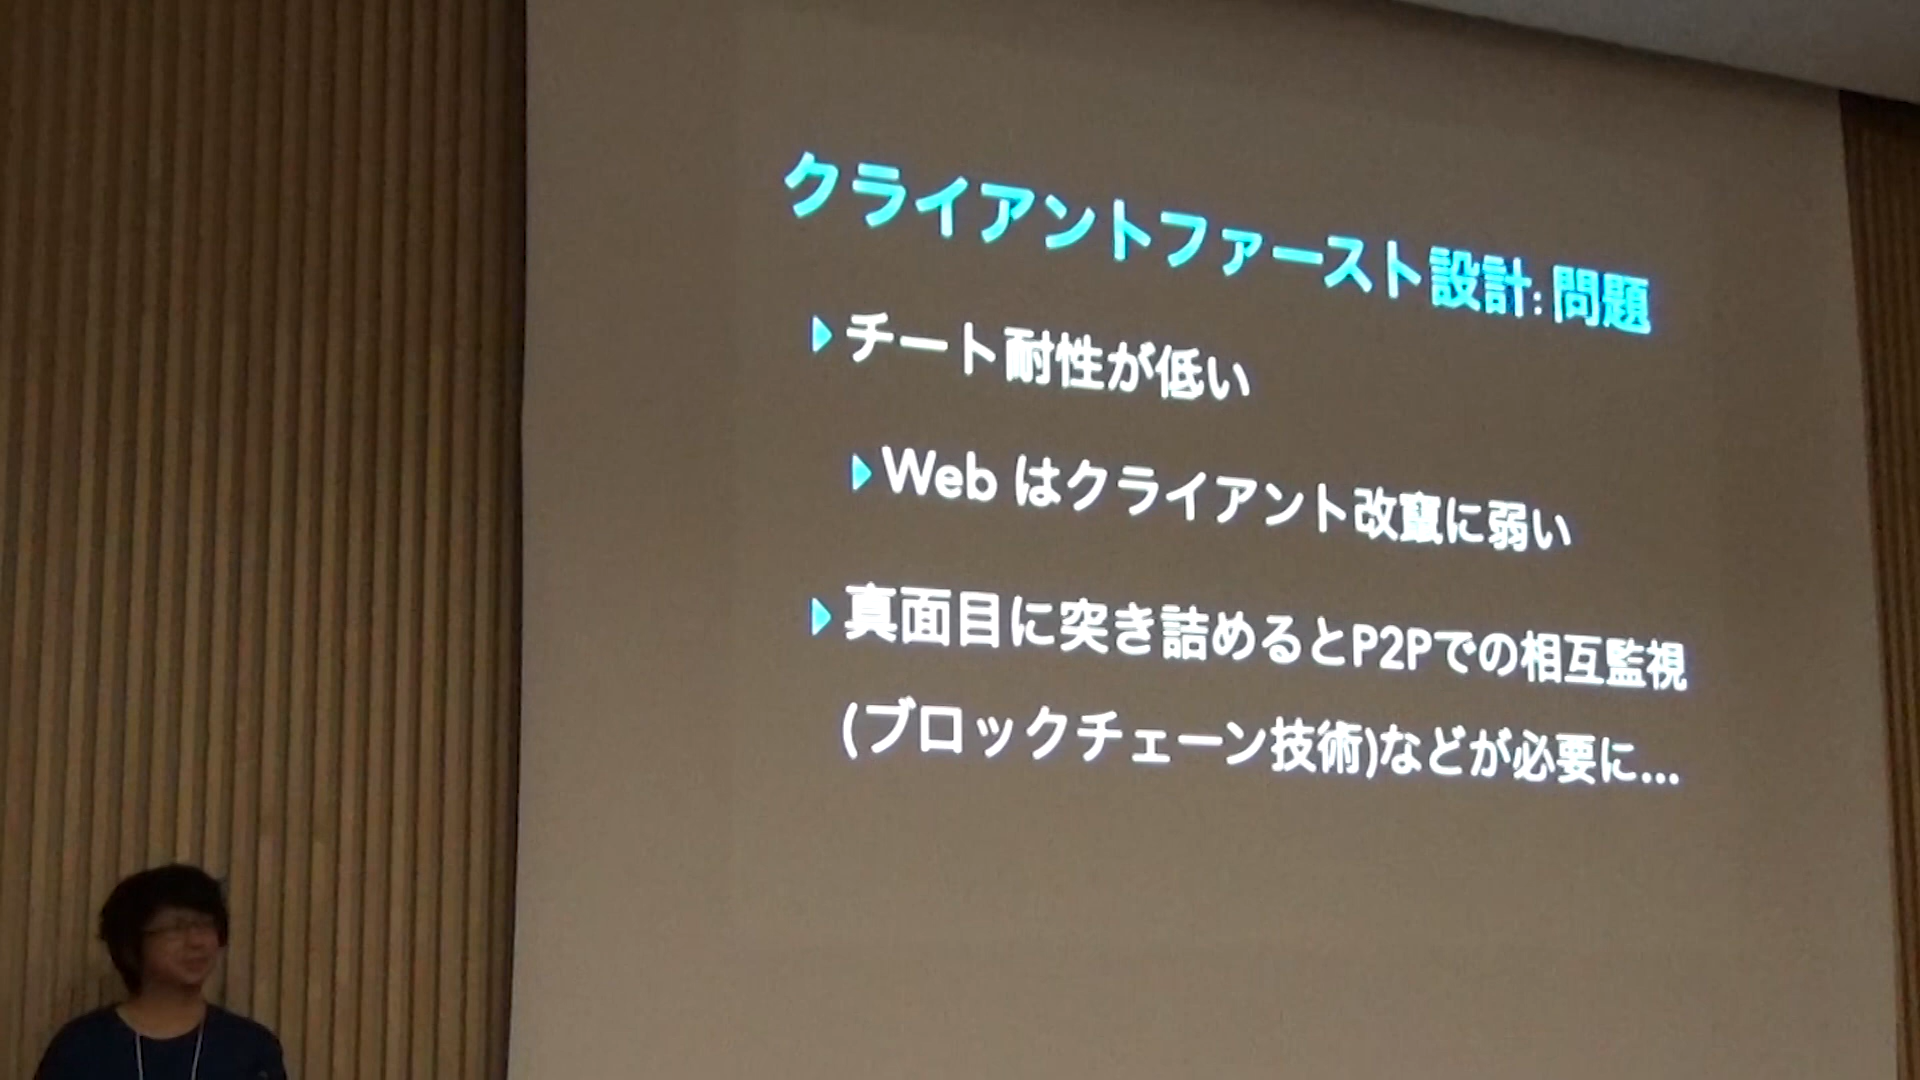 クライアントファースト設計: 問題
チート耐性が低い
Web はクライアント改竄に弱い
真面目に突き詰めるとP2Pでの相互監視
(ブロックチェーン技術)などが必要に...